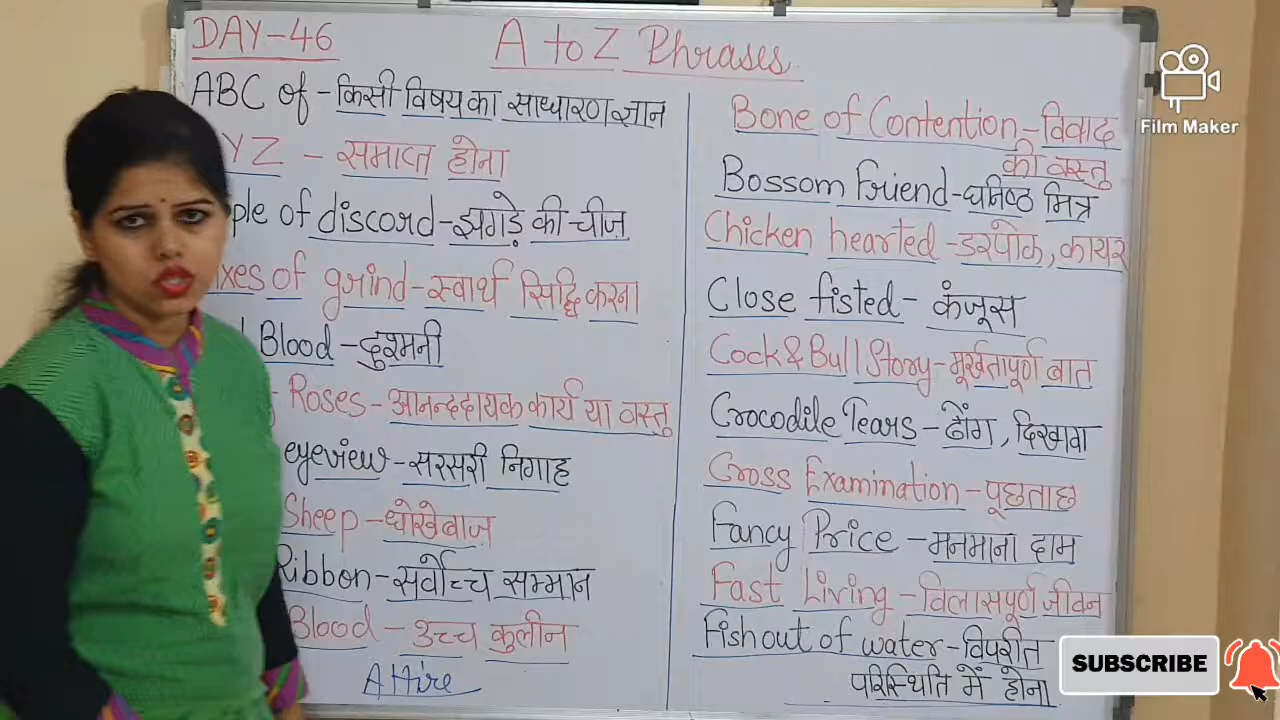 DAY-46
A to Z Phrases
ABC of - किसी विषय का साधारण ज्ञान
YZ - समाप्त होना
ple of discord - झगड़े की चीज़
xes of grind - स्वार्थ सिद्धि करना
Blood - दुश्मनी
Roses - आनन्ददायक कार्य या वस्तु
eyeview - सरसरी निगाह
Sheep - धोखेबाज़
Ribbon - सर्वोच्च सम्मान
Blood - उच्च कुलीन
Bone of Contention - विवाद
की वस्तु
Bossom Friend - घनिष्ठ मित्र
Chicken hearted - डरपोक, कायर
Close fisted - कंजूस
Cock & Bull Story - मूर्खतापूर्ण बात
Crocodile Tears - ढोंग, दिखावा
Cross Examination - पूछताछ
Fancy Price - मनमाना दाम
Fast Living - विलासपूर्ण जीवन
Fish out of water - विपरीत
परिस्थिति में होना
Film Maker
SUBSCRIBE